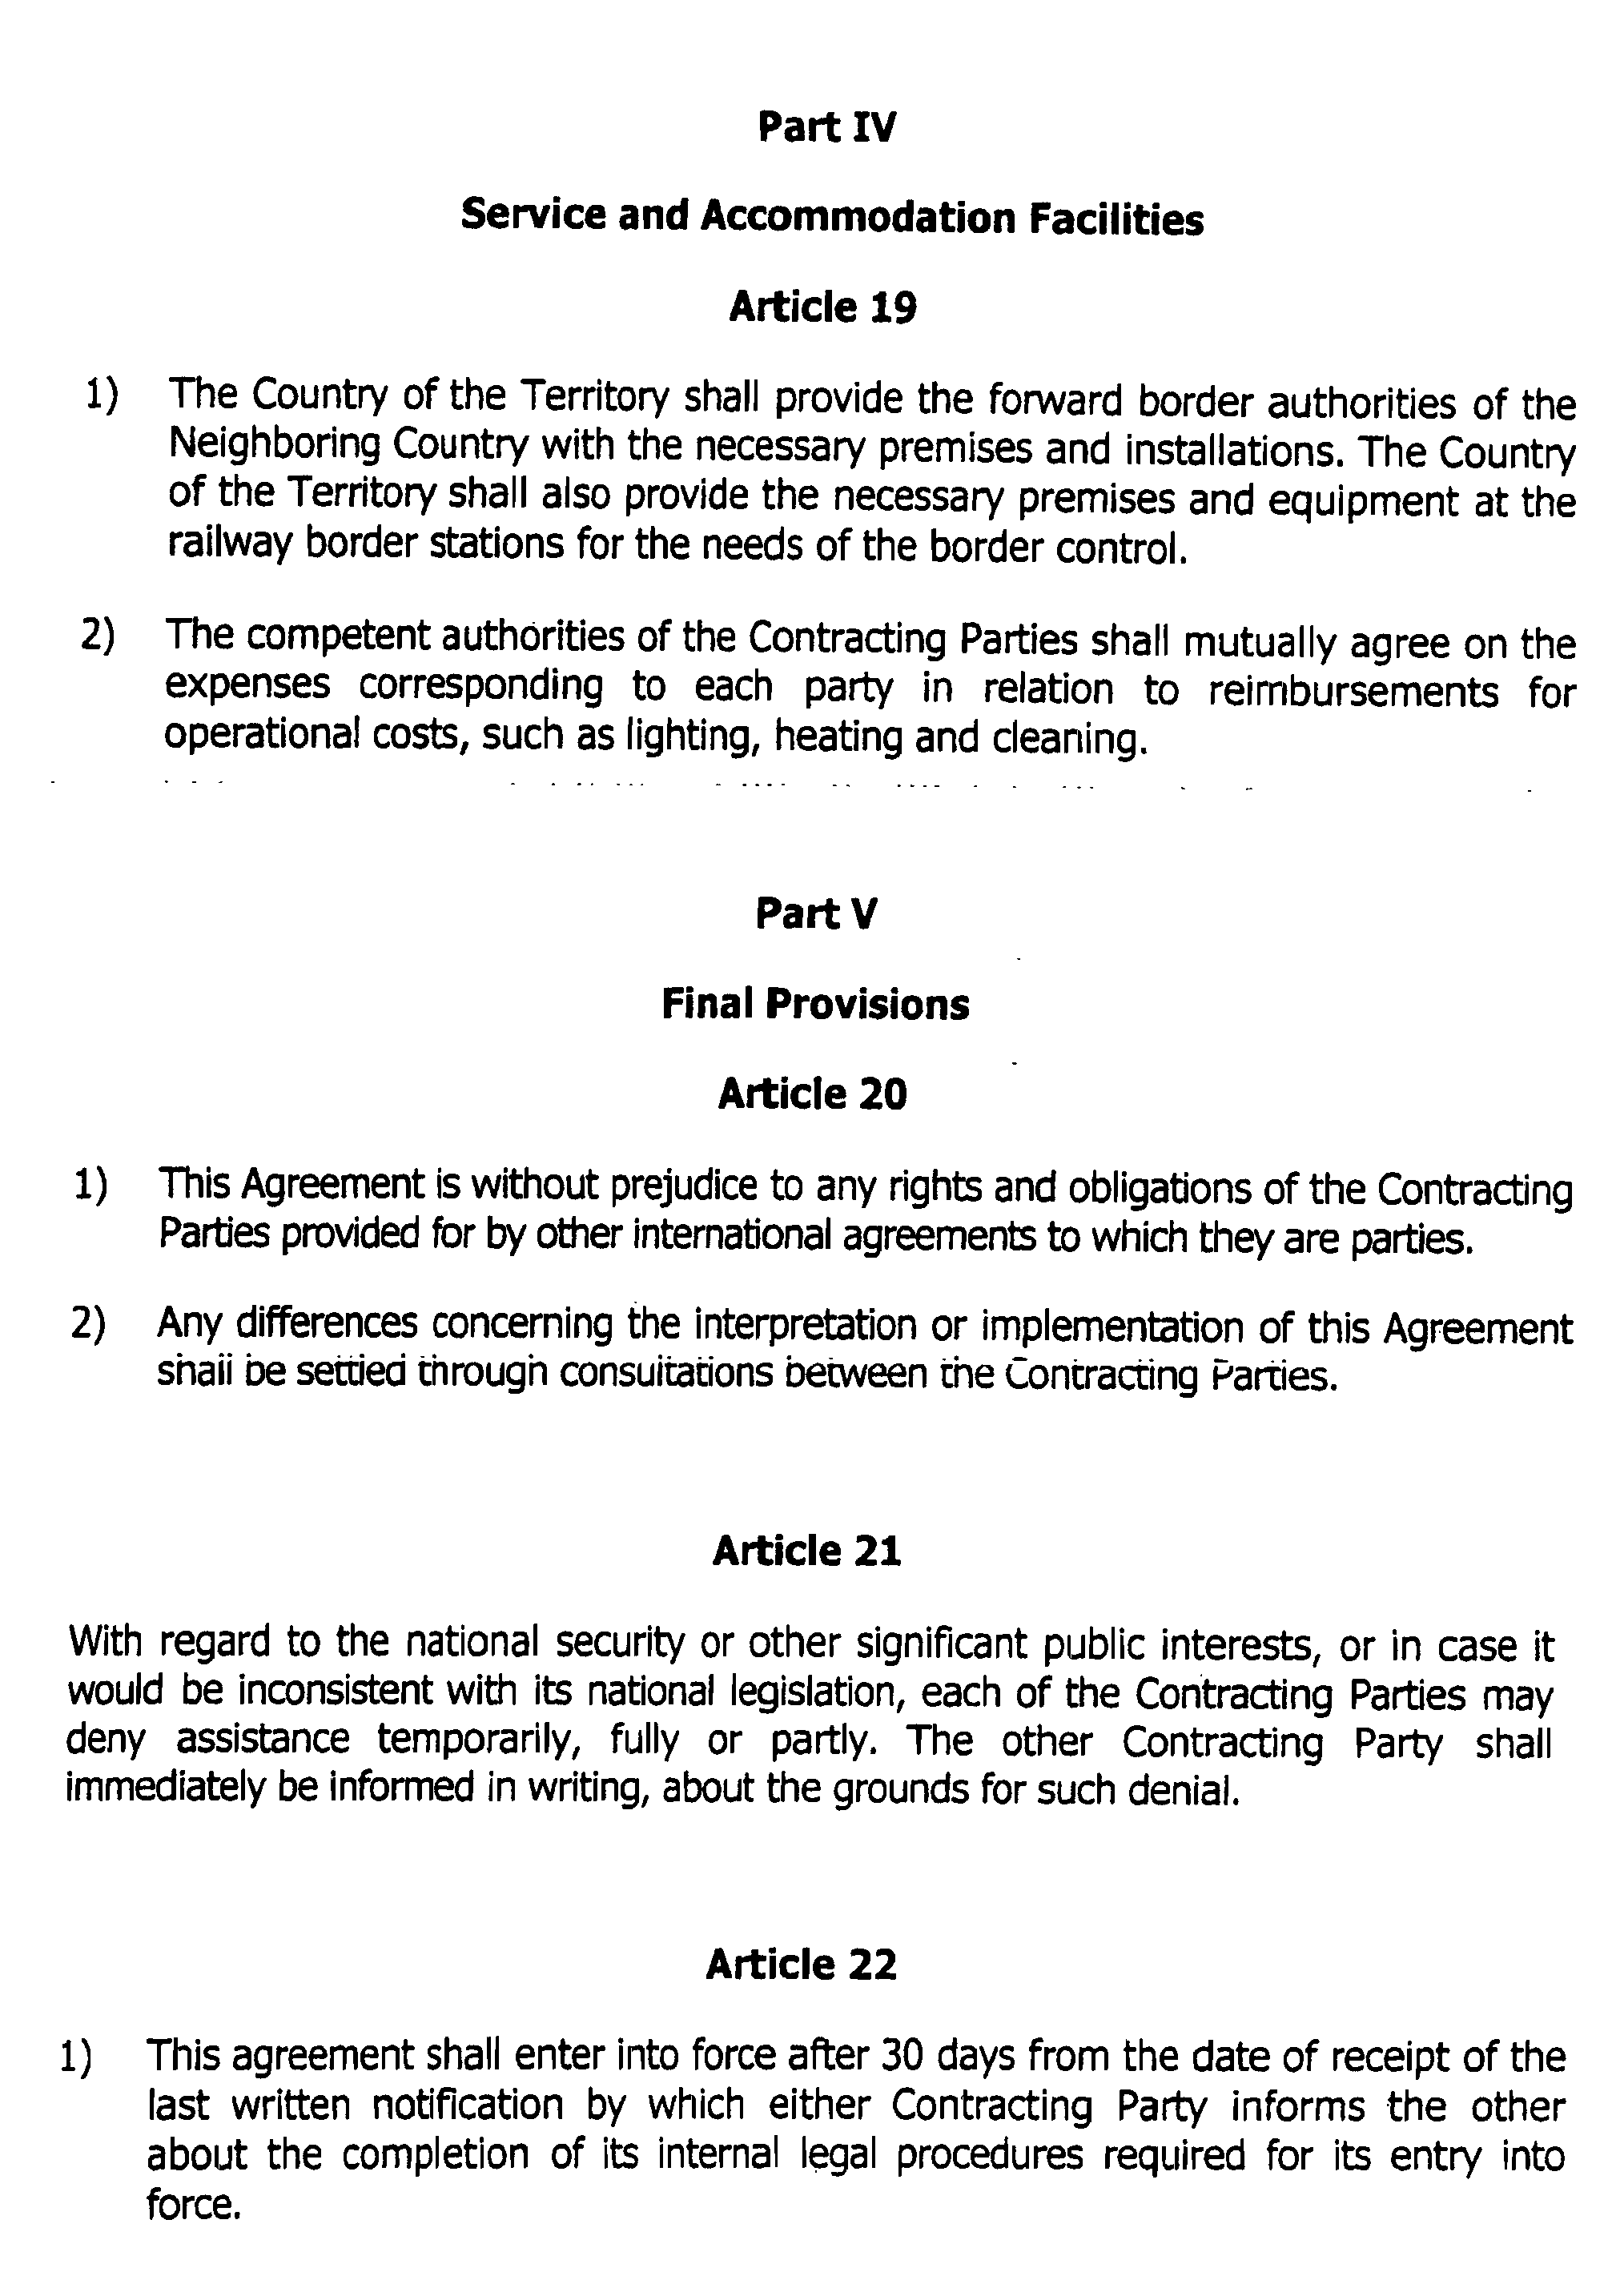 Part IV
Service and Accommodation Facilities
Article 19
1) The Country of the Territory shall provide the forward border authorities of the
Neighboring Country with the necessary premises and installations. The Country
of the Territory shall also provide the necessary premises and equipment at the
railway border stations for the needs of the border control.
2) The competent authorities of the Contracting Parties shall mutually agree on the
expenses corresponding to each party in relation to reimbursements for
operational costs, such as lighting, heating and cleaning.
Part V
Final Provisions
Article 20
1) This Agreement is without prejudice to any rights and obligations of the Contracting
Parties provided for by other international agreements to which they are parties.
2) Any differences concerning the interpretation or implementation of this Agreement
shall be settled through consultations between the Contracting Parties.
Article 21
With regard to the national security or other significant public interests, or in case it
would be inconsistent with its national legislation, each of the Contracting Parties may
deny assistance temporarily, fully or partly. The other Contracting Party shall
immediately be informed in writing, about the grounds for such denial.
Article 22
1) This agreement shall enter into force after 30 days from the date of receipt of the
last written notification by which either Contracting Party informs the other
about the completion of its internal legal procedures required for its entry into
force.